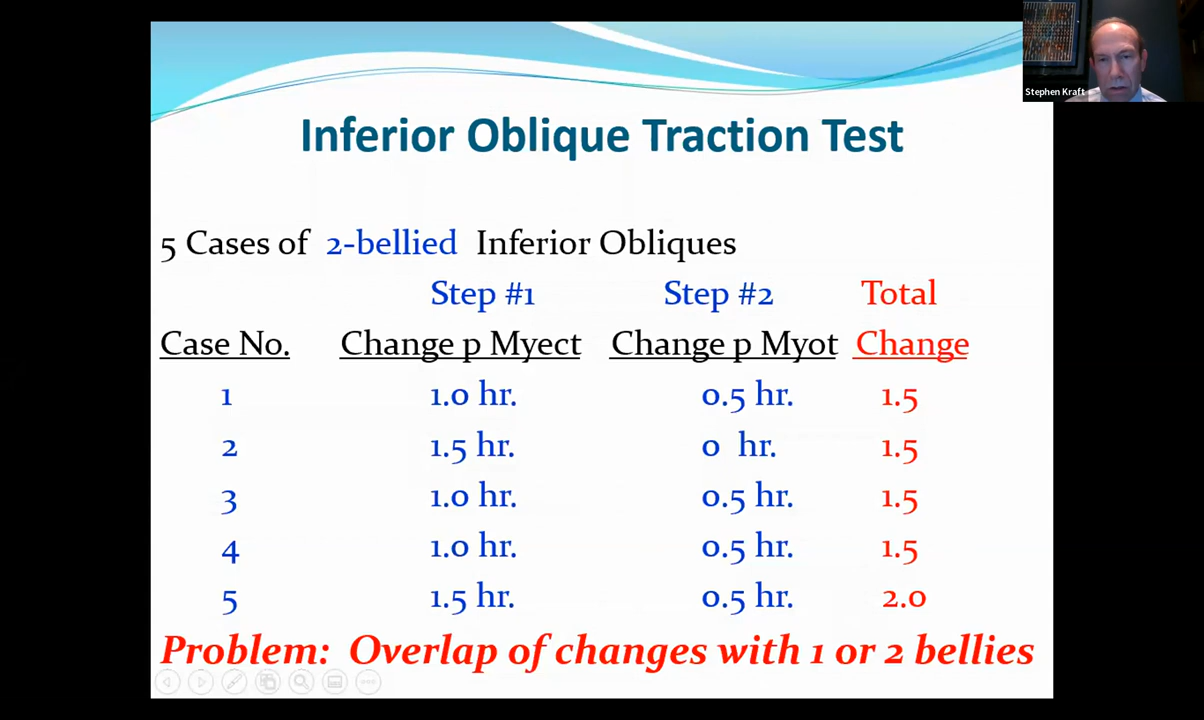 Stephen Kraft
Inferior Oblique Traction Test
5 Cases of 2-bellied Inferior Obliques
Step #1 Step #2 Total
Case No. Change p Myect Change p Myot Change
1 1.0 hr. 0.5 hr. 1.5
2 1.5 hr. 0 hr. 1.5
3 1.0 hr. 0.5 hr. 1.5
4 1.0 hr. 0.5 hr. 1.5
5 1.5 hr. 0.5 hr. 2.0
Problem: Overlap of changes with 1 or 2 bellies